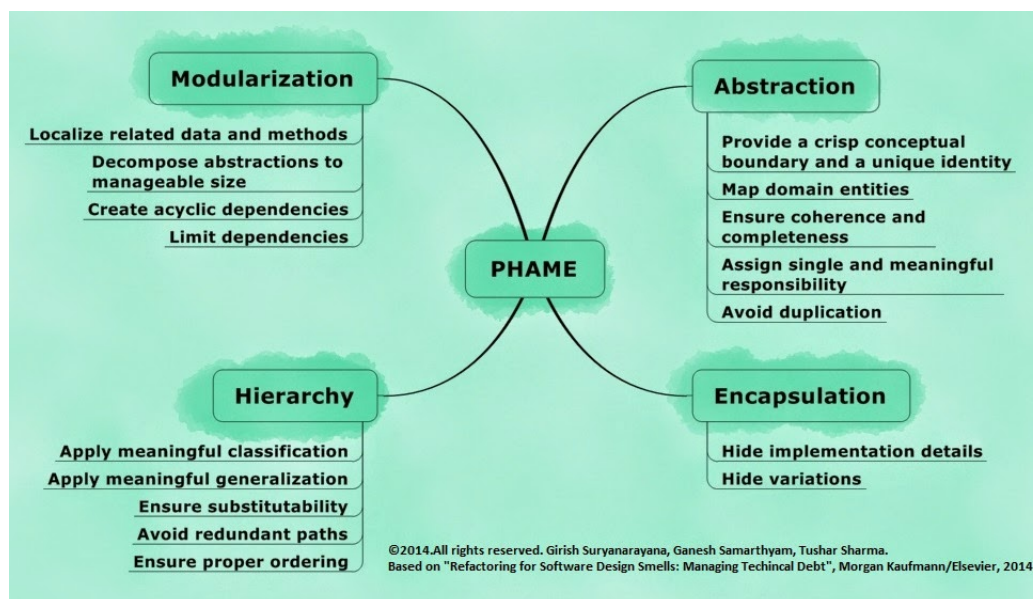 Modularization
Localize related data and methods
Decompose abstractions to
manageable size
Create acyclic dependencies
Limit dependencies
Abstraction
Provide a crisp conceptual
boundary and a unique identity
Map domain entities
Ensure coherence and
completeness
Assign single and meaningful
responsibility
Avoid duplication
PHAME
Hierarchy
Apply meaningful classification
Apply meaningful generalization
Ensure substitutability
Avoid redundant paths
Ensure proper ordering
Encapsulation
Hide implementation details
Hide variations
©2014.All rights reserved. Girish Suryanarayana, Ganesh Samarthyam, Tushar Sharma.
Based on "Refactoring for Software Design Smells: Managing Techincal Debt", Morgan Kaufmann/Elsevier, 2014